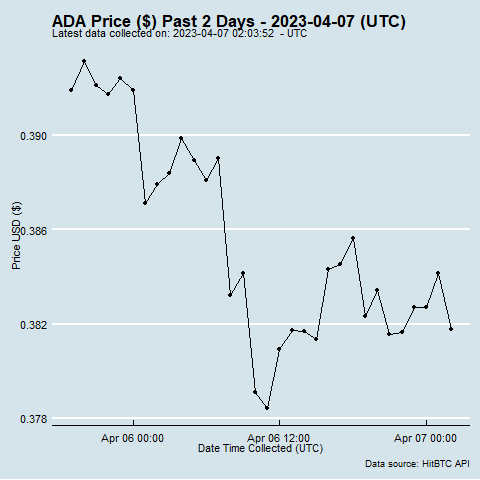 ADA Price ($) Past 2 Days - 2023-04-07 (UTC)
Latest data collected on: 2023-04-07 02:03:52  - UTC
0.390
0.386
0.382
0.378
Price USD ($)
Apr 06 00:00
Apr 06 12:00
Apr 07 00:00
Date Time Collected (UTC)
Data source: HitBTC API